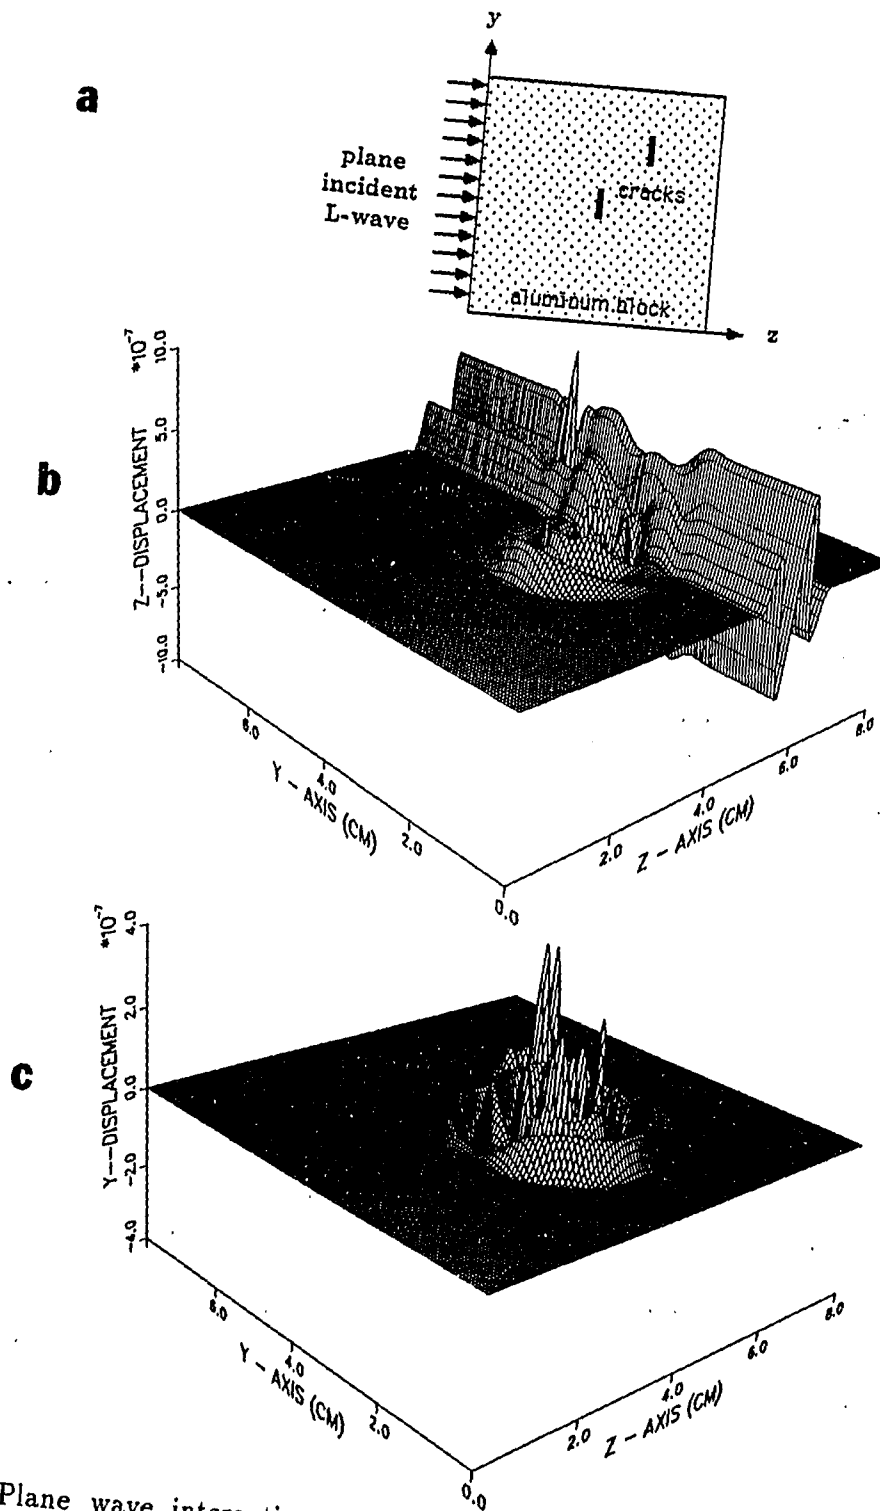 a
y
plane
incident
L-wave
cracks
aluminum block
z
b
*10⁻⁷
10.0
5.0
0.0
-5.0
-10.0
Z--DISPLACEMENT
6.0
4.0
2.0
Y - AXIS (CM)
0.0
2.0
4.0
6.0
8.0
Z - AXIS (CM)
c
*10⁻⁷
4.0
2.0
0.0
-2.0
-4.0
Y--DISPLACEMENT
6.0
4.0
2.0
Y - AXIS (CM)
0.0
2.0
4.0
6.0
8.0
Z - AXIS (CM)
Plane wave